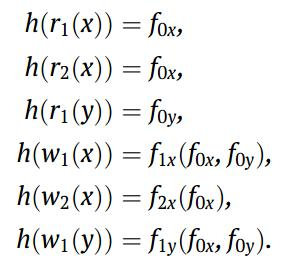 h(r₁(x)) = f₀ₓ,
h(r₂(x)) = f₀ₓ,
h(r₁(y)) = f₀y,
h(w₁(x)) = f₁ₓ(f₀ₓ, f₀y),
h(w₂(x)) = f₂ₓ(f₀ₓ),
h(w₁(y)) = f₁y(f₀ₓ, f₀y).